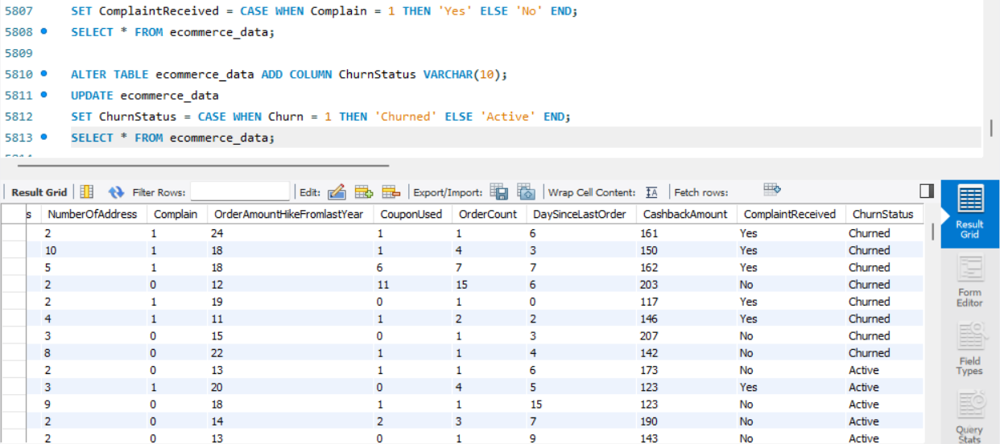 5807 SET ComplaintReceived = CASE WHEN Complain = 1 THEN 'Yes' ELSE 'No' END;
5808 SELECT * FROM ecommerce_data;
5809
5810 ALTER TABLE ecommerce_data ADD COLUMN ChurnStatus VARCHAR(10);
5811 UPDATE ecommerce_data
5812 SET ChurnStatus = CASE WHEN Churn = 1 THEN 'Churned' ELSE 'Active' END;
5813 SELECT * FROM ecommerce_data;
Result Grid Filter Rows: Edit: Export/Import: Wrap Cell Content: IA Fetch rows:
s NumberOfAddress Complain OrderAmountHikeFromlastYear CouponUsed OrderCount DaySinceLastOrder CashbackAmount ComplaintReceived ChurnStatus
2 1 24 1 1 6 161 Yes Churned
10 1 18 1 4 3 150 Yes Churned
5 1 18 6 7 7 162 Yes Churned
2 0 12 11 15 6 203 No Churned
2 1 19 0 1 0 117 Yes Churned
4 1 11 1 2 2 146 Yes Churned
3 0 15 0 1 3 207 No Churned
8 0 22 1 1 4 142 No Churned
2 0 13 1 1 6 173 No Active
3 1 20 0 4 5 123 Yes Active
9 0 18 1 1 15 123 No Active
2 0 14 2 3 7 190 No Active
2 0 13 0 1 9 143 No Active
Result
Grid
Form
Editor
Field
Types
Query
Stats